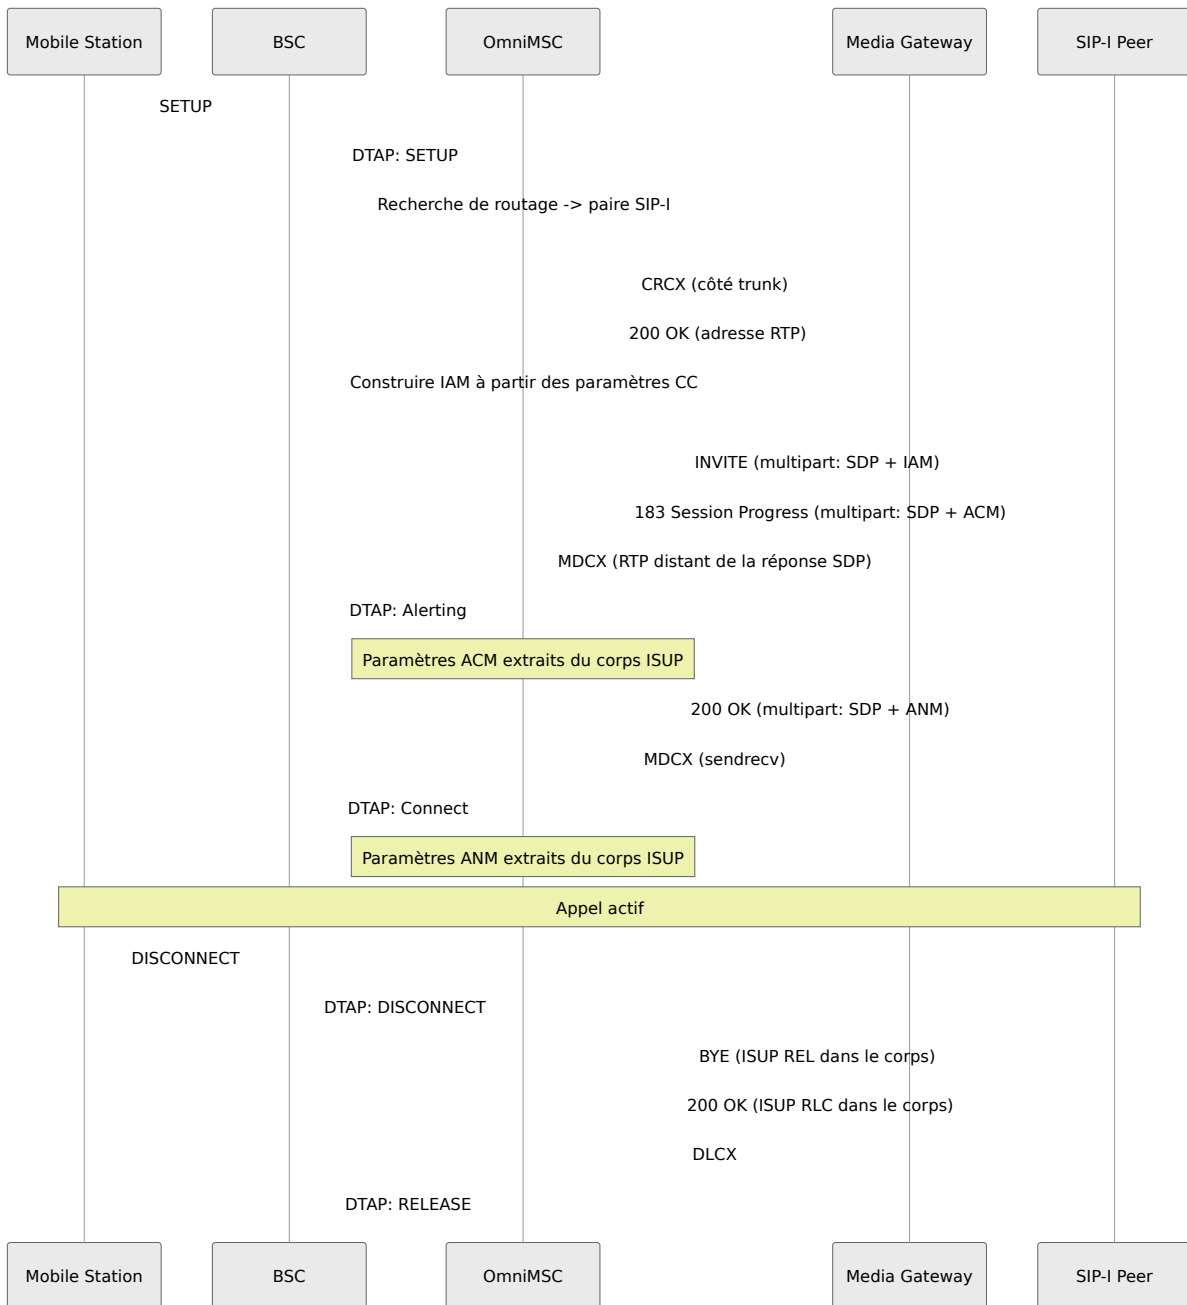 Mobile Station
BSC
OmniMSC
Media Gateway
SIP-I Peer
SETUP
DTAP: SETUP
Recherche de routage -> paire SIP-I
CRCX (côté trunk)
200 OK (adresse RTP)
Construire IAM à partir des paramètres CC
INVITE (multipart: SDP + IAM)
183 Session Progress (multipart: SDP + ACM)
MDCX (RTP distant de la réponse SDP)
DTAP: Alerting
Paramètres ACM extraits du corps ISUP
200 OK (multipart: SDP + ANM)
MDCX (sendrecv)
DTAP: Connect
Paramètres ANM extraits du corps ISUP
Appel actif
DISCONNECT
DTAP: DISCONNECT
BYE (ISUP REL dans le corps)
200 OK (ISUP RLC dans le corps)
DLCX
DTAP: RELEASE
Mobile Station
BSC
OmniMSC
Media Gateway
SIP-I Peer